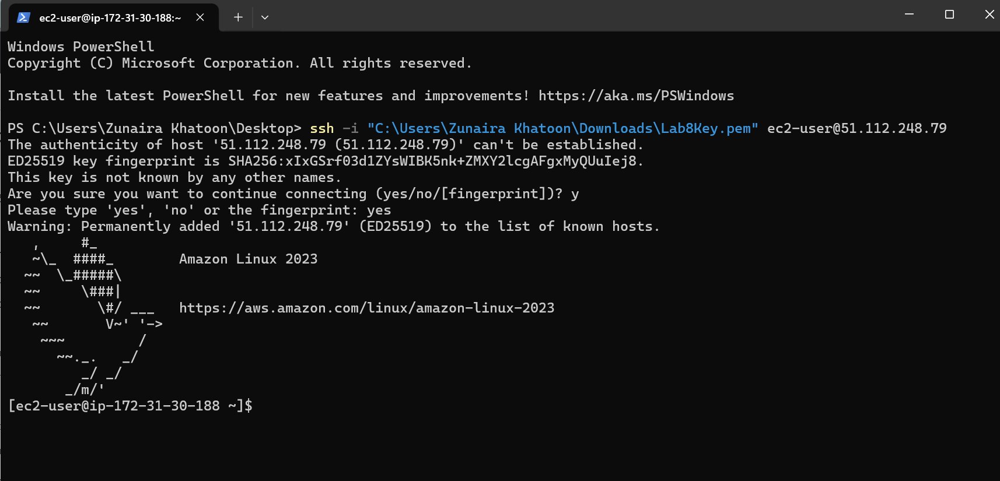 ec2-user@ip-172-31-30-188:~
Windows PowerShell
Copyright (C) Microsoft Corporation. All rights reserved.
Install the latest PowerShell for new features and improvements! https://aka.ms/PSWindows
PS C:\Users\Zunaira Khatoon\Desktop> ssh -i "C:\Users\Zunaira Khatoon\Downloads\Lab8Key.pem" ec2-user@51.112.248.79
The authenticity of host '51.112.248.79 (51.112.248.79)' can't be established.
ED25519 key fingerprint is SHA256:xIxGSrf03d1ZYsWIBK5nk+ZMXY2lcgAFgxMyQUuIej8.
This key is not known by any other names.
Are you sure you want to continue connecting (yes/no/[fingerprint])? y
Please type 'yes', 'no' or the fingerprint: yes
Warning: Permanently added '51.112.248.79' (ED25519) to the list of known hosts.
   ,     #_
   ~\_  ####_        Amazon Linux 2023
  ~~  \_#####\
  ~~     \###|
  ~~       \#/ ___   https://aws.amazon.com/linux/amazon-linux-2023
   ~~       V~' '->
    ~~~         /
      ~~._.   _/
         _/ _/
       _/m/'
[ec2-user@ip-172-31-30-188 ~]$